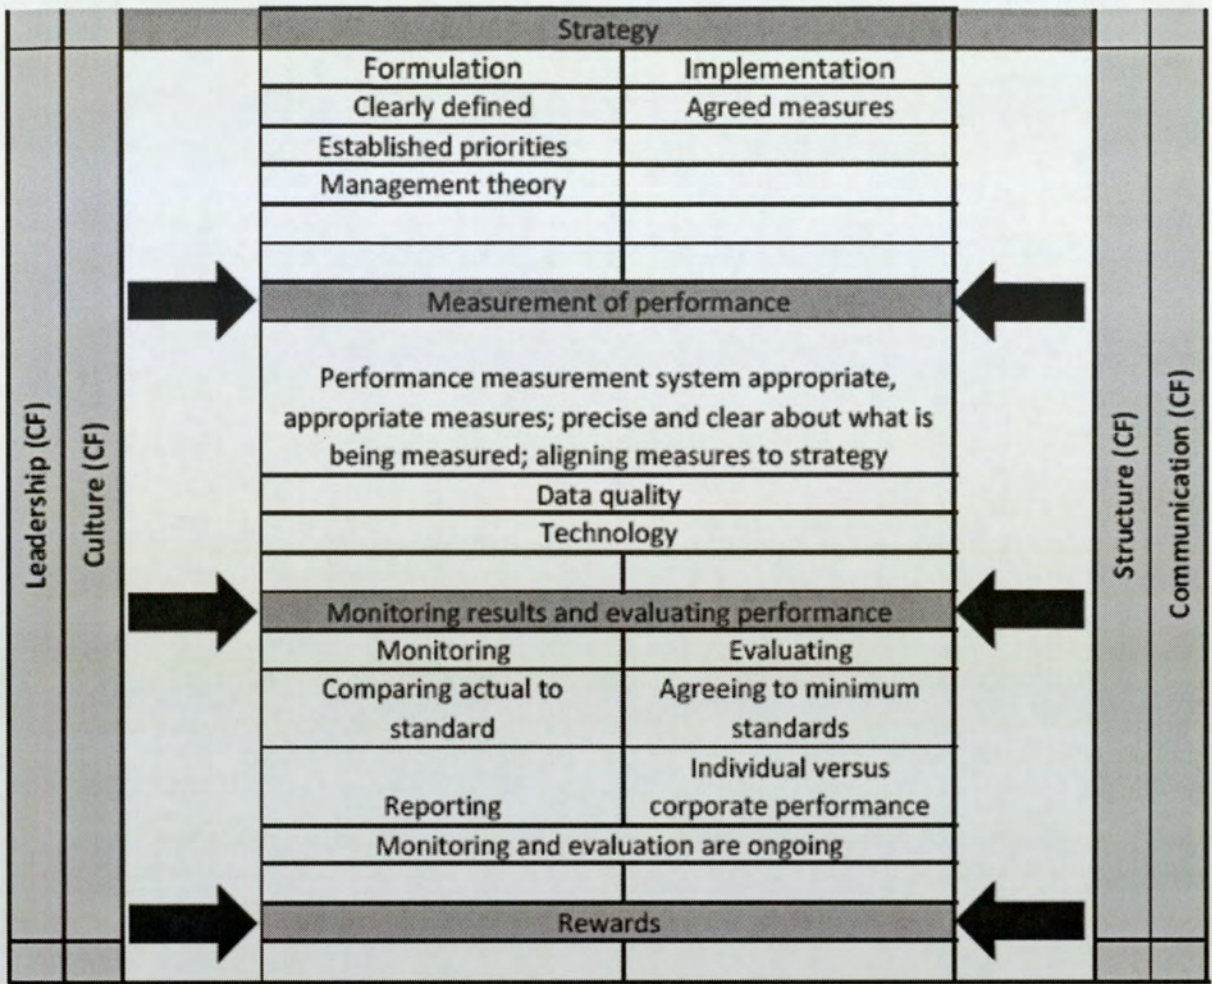 Strategy
Formulation
Implementation
Clearly defined
Agreed measures
Established priorities
Management theory
Measurement of performance
Performance measurement system appropriate,
appropriate measures; precise and clear about what is
being measured; aligning measures to strategy
Data quality
Technology
Monitoring results and evaluating performance
Monitoring
Evaluating
Comparing actual to
standard
Agreeing to minimum
standards
Reporting
Individual versus
corporate performance
Monitoring and evaluation are ongoing
Rewards
Leadership (CF)
Culture (CF)
Structure (CF)
Communication (CF)